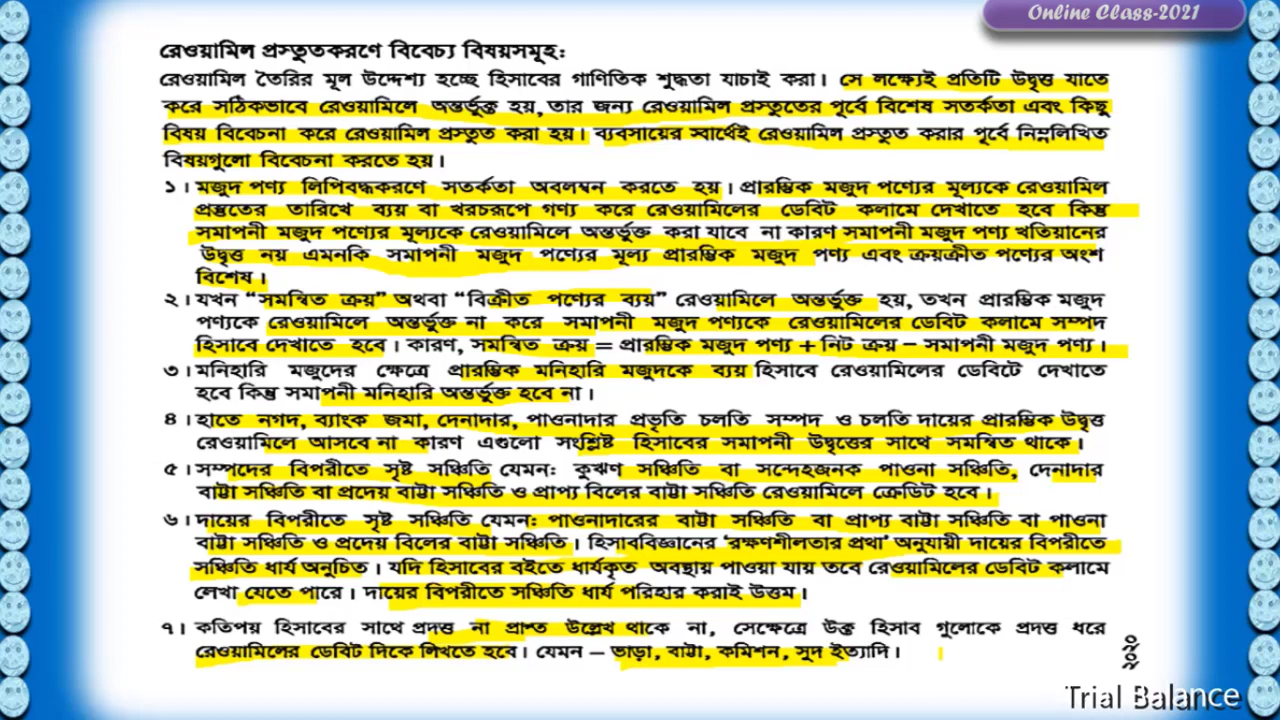 Online Class-2021
রেওয়ামিল প্রস্তুতকরণে বিবেচ্য বিষয়সমূহ:
রেওয়ামিল তৈরির মূল উদ্দেশ্য হচ্ছে হিসাবের গাণিতিক শুদ্ধতা যাচাই করা। সে লক্ষ্যেই প্রতিটি উদ্বৃত্ত যাতে
করে সঠিকভাবে রেওয়ামিলে অন্তর্ভুক্ত হয়, তার জন্য রেওয়ামিল প্রস্তুতের পূর্বে বিশেষ সতর্কতা এবং কিছু
বিষয় বিবেচনা করে রেওয়ামিল প্রস্তুত করা হয়। ব্যবসায়ের স্বার্থেই রেওয়ামিল প্রস্তুত করার পূর্বে নিম্নলিখিত
বিষয়গুলো বিবেচনা করতে হয়।
১। মজুদ পণ্য লিপিবদ্ধকরণে সতর্কতা অবলম্বন করতে হয়। প্রারম্ভিক মজুদ পণ্যের মূল্যকে রেওয়ামিল
প্রস্তুতের তারিখে ব্যয় বা খরচরূপে গণ্য করে রেওয়ামিলের ডেবিট কলামে দেখাতে হবে কিন্তু
সমাপনী মজুদ পণ্যের মূল্যকে রেওয়ামিলে অন্তর্ভুক্ত করা যাবে না কারণ সমাপনী মজুদ পণ্য খতিয়ানের
উদ্বৃত্ত নয় এমনকি সমাপনী মজুদ পণ্যের মূল্য প্রারম্ভিক মজুদ পণ্য এবং ক্রয়ক্রীত পণ্যের অংশ
বিশেষ।
২। যখন “সমন্বিত ক্রয়” অথবা “বিক্রীত পণ্যের ব্যয়” রেওয়ামিলে অন্তর্ভুক্ত হয়, তখন প্রারম্ভিক মজুদ
পণ্যকে রেওয়ামিলে অন্তর্ভুক্ত না করে সমাপনী মজুদ পণ্যকে রেওয়ামিলের ডেবিট কলামে সম্পদ
হিসাবে দেখাতে হবে। কারণ, সমন্বিত ক্রয় = প্রারম্ভিক মজুদ পণ্য + নিট ক্রয় − সমাপনী মজুদ পণ্য।
৩। মনিহারি মজুদের ক্ষেত্রে প্রারম্ভিক মনিহারি মজুদকে ব্যয় হিসাবে রেওয়ামিলের ডেবিটে দেখাতে
হবে কিন্তু সমাপনী মনিহারি অন্তর্ভুক্ত হবে না।
৪। হাতে নগদ, ব্যাংক জমা, দেনাদার, পাওনাদার প্রভৃতি চলতি সম্পদ ও চলতি দায়ের প্রারম্ভিক উদ্বৃত্ত
রেওয়ামিলে আসবে না কারণ এগুলো সংশ্লিষ্ট হিসাবের সমাপনী উদ্বৃত্তের সাথে সমন্বিত থাকে।
৫। সম্পদের বিপরীতে সৃষ্ট সঞ্চিতি যেমন: কুঋণ সঞ্চিতি বা সন্দেহজনক পাওনা সঞ্চিতি, দেনাদার
বাট্টা সঞ্চিতি বা প্রদেয় বাট্টা সঞ্চিতি ও প্রাপ্য বিলের বাট্টা সঞ্চিতি রেওয়ামিলে ক্রেডিট হবে।
৬। দায়ের বিপরীতে সৃষ্ট সঞ্চিতি যেমন: পাওনাদারের বাট্টা সঞ্চিতি বা প্রাপ্য বাট্টা সঞ্চিতি বা পাওনা
বাট্টা সঞ্চিতি ও প্রদেয় বিলের বাট্টা সঞ্চিতি। হিসাববিজ্ঞানের ‘রক্ষণশীলতার প্রথা’ অনুযায়ী দায়ের বিপরীতে
সঞ্চিতি ধার্য অনুচিত। যদি হিসাবের বইতে ধার্যকৃত অবস্থায় পাওয়া যায় তবে রেওয়ামিলের ডেবিট কলামে
লেখা যেতে পারে। দায়ের বিপরীতে সঞ্চিতি ধার্য পরিহার করাই উত্তম।
৭। কতিপয় হিসাবের সাথে প্রদত্ত না প্রাপ্ত উল্লেখ থাকে না, সেক্ষেত্রে উক্ত হিসাব গুলোকে প্রদত্ত ধরে
রেওয়ামিলের ডেবিট দিকে লিখতে হবে। যেমন – ভাড়া, বাট্টা, কমিশন, সুদ ইত্যাদি।
২০২০
Trial Balance